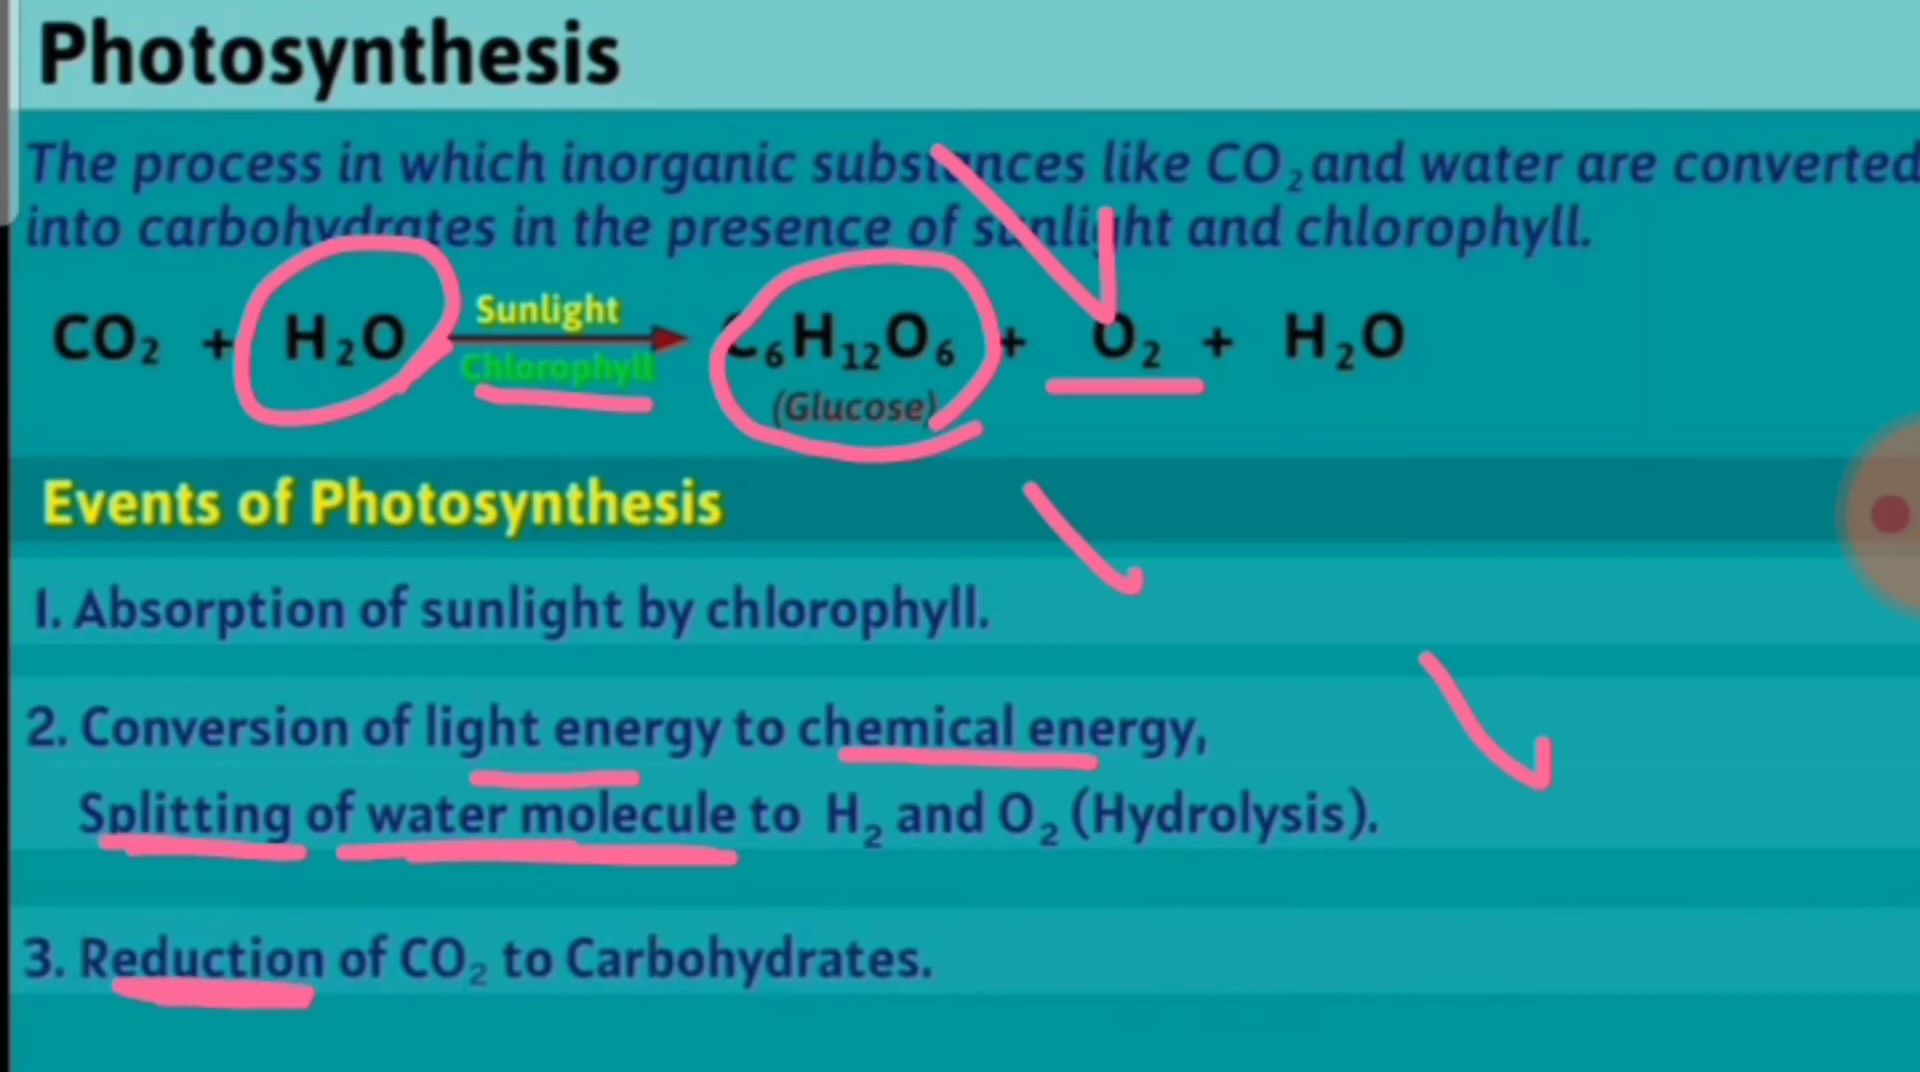 Photosynthesis
The process in which inorganic substances like CO₂ and water are converted
into carbohydrates in the presence of sunlight and chlorophyll.
Sunlight
CO₂ + H₂O C₆H₁₂O₆ + O₂ + H₂O
Chlorophyll
(Glucose)
Events of Photosynthesis
1. Absorption of sunlight by chlorophyll.
2. Conversion of light energy to chemical energy,
Splitting of water molecule to H₂ and O₂ (Hydrolysis).
3. Reduction of CO₂ to Carbohydrates.